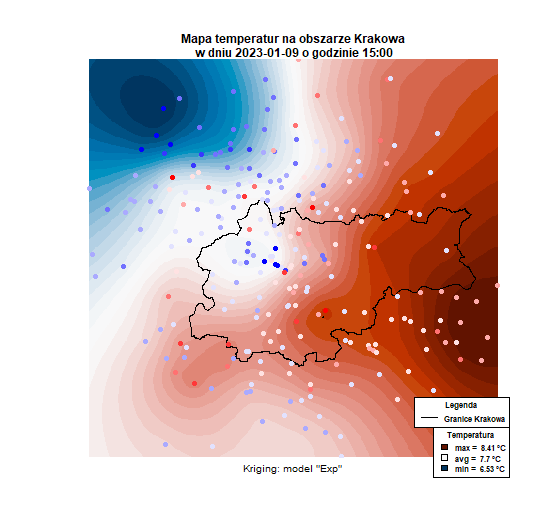 Mapa temperatur na obszarze Krakowa
w dniu 2023-01-09 o godzinie 15:00
Legenda
Granice Krakowa
Temperatura
max = 8.41 °C
avg = 7.7 °C
min = 6.53 °C
Kriging: model "Exp"